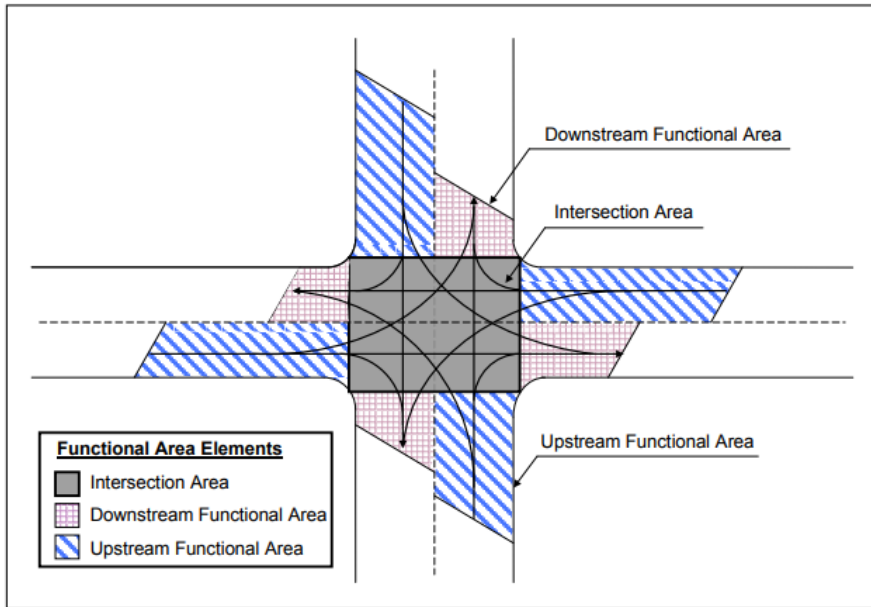 Downstream Functional Area
Intersection Area
Upstream Functional Area
Functional Area Elements
Intersection Area
Downstream Functional Area
Upstream Functional Area